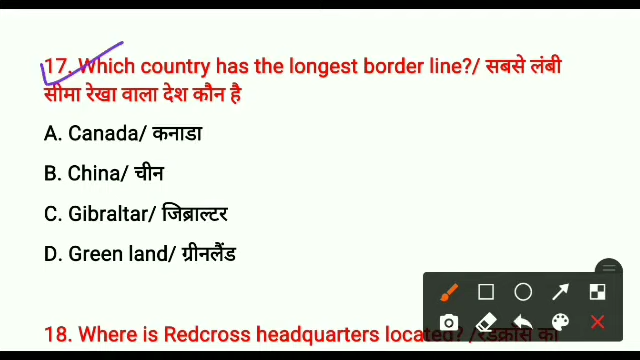 17. Which country has the longest border line?/ सबसे लंबी
सीमा रेखा वाला देश कौन है
A. Canada/ कनाडा
B. China/ चीन
C. Gibraltar/ जिब्राल्टर
D. Green land/ ग्रीनलैंड
18. Where is Redcross headquarters located? /रेडक्रॉस का